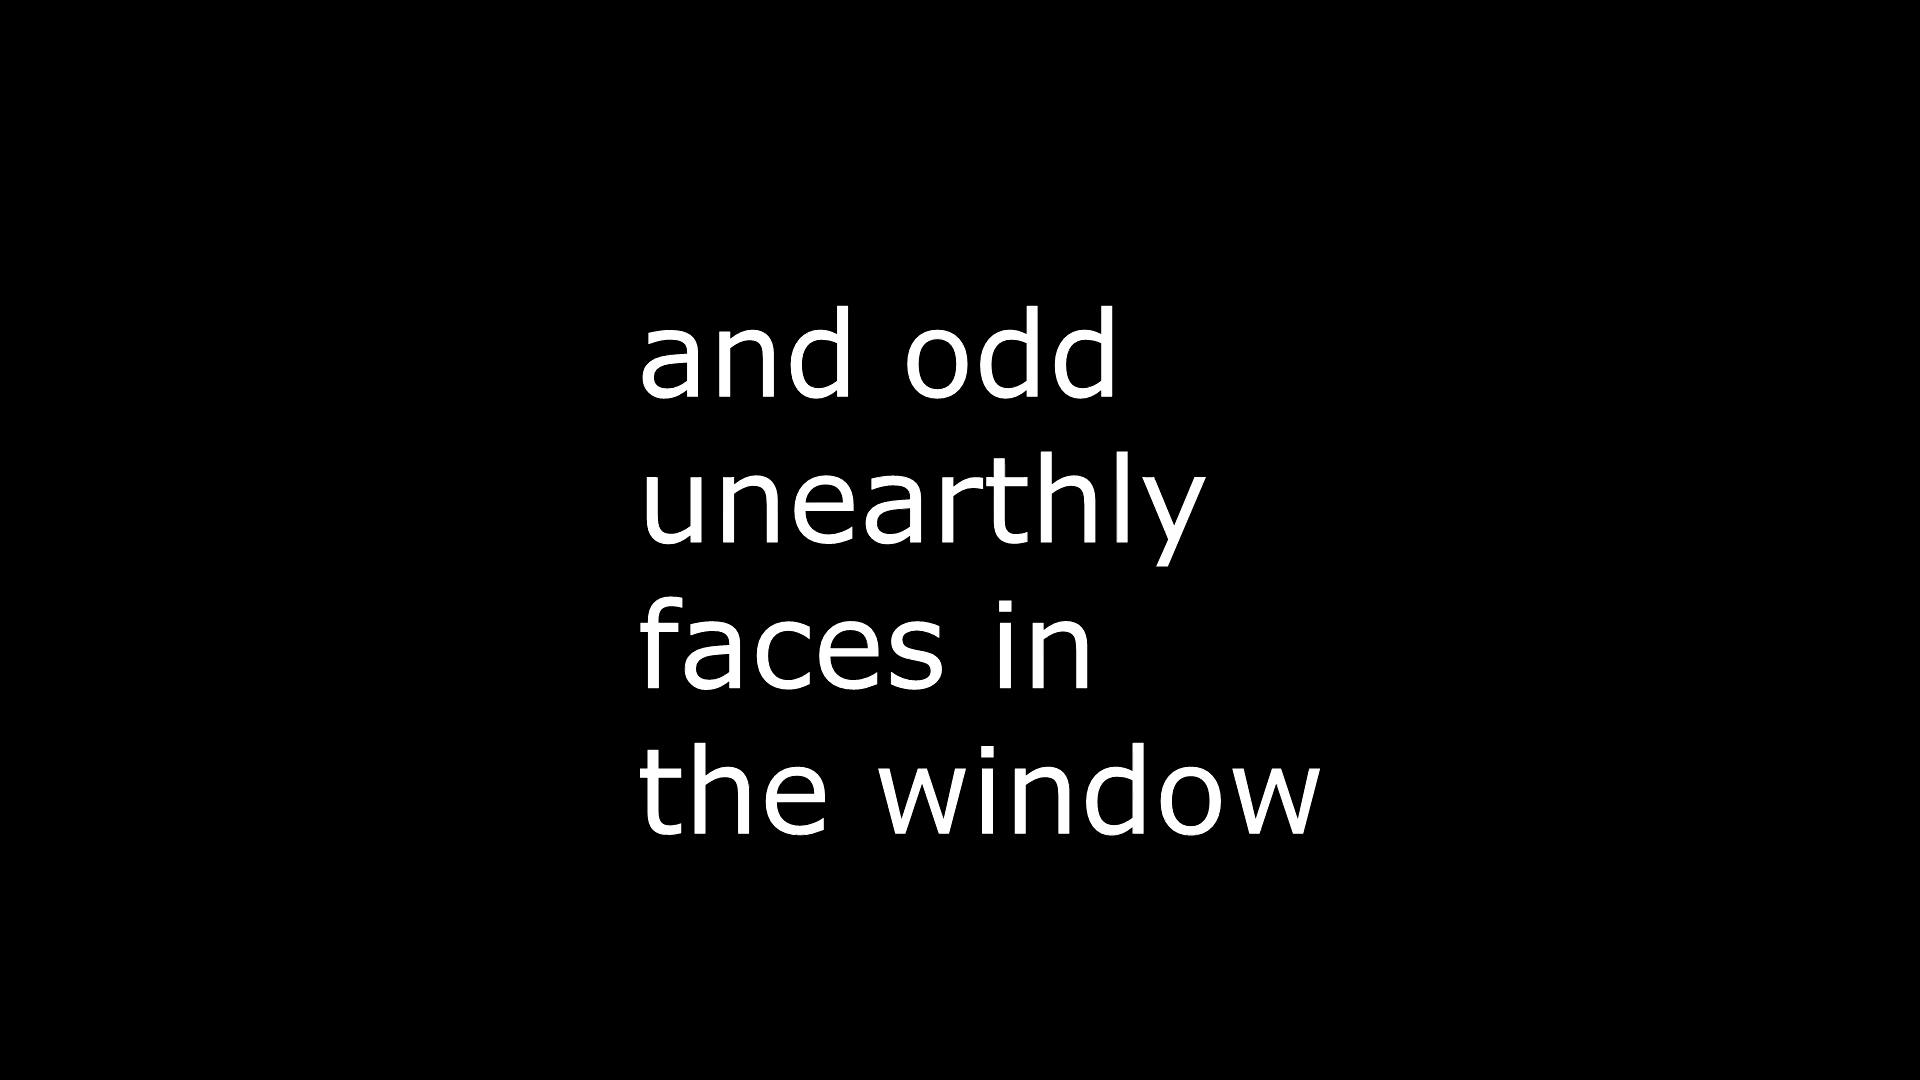 and odd
unearthly
faces in
the window